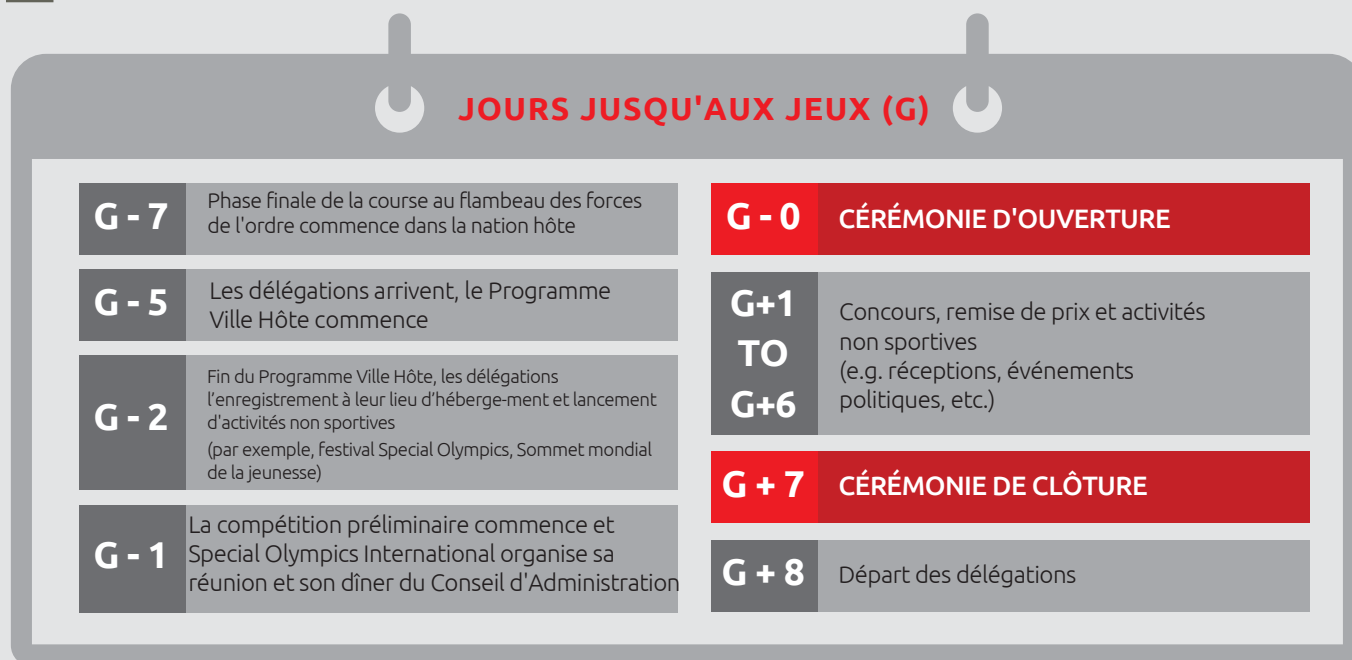 JOURS JUSQU'AUX JEUX (G)
G - 7
Phase finale de la course au flambeau des forces
de l'ordre commence dans la nation hôte
G - 5
Les délégations arrivent, le Programme
Ville Hôte commence
G - 2
Fin du Programme Ville Hôte, les délégations
l'enregistrement à leur lieu d'héberge-ment et lancement
d'activités non sportives
(par exemple, festival Special Olympics, Sommet mondial
de la jeunesse)
G - 1
La compétition préliminaire commence et
Special Olympics International organise sa
réunion et son dîner du Conseil d'Administration
G - 0
CÉRÉMONIE D'OUVERTURE
G+1
TO
G+6
Concours, remise de prix et activités
non sportives
(e.g. réceptions, événements
politiques, etc.)
G + 7
CÉRÉMONIE DE CLÔTURE
G + 8
Départ des délégations